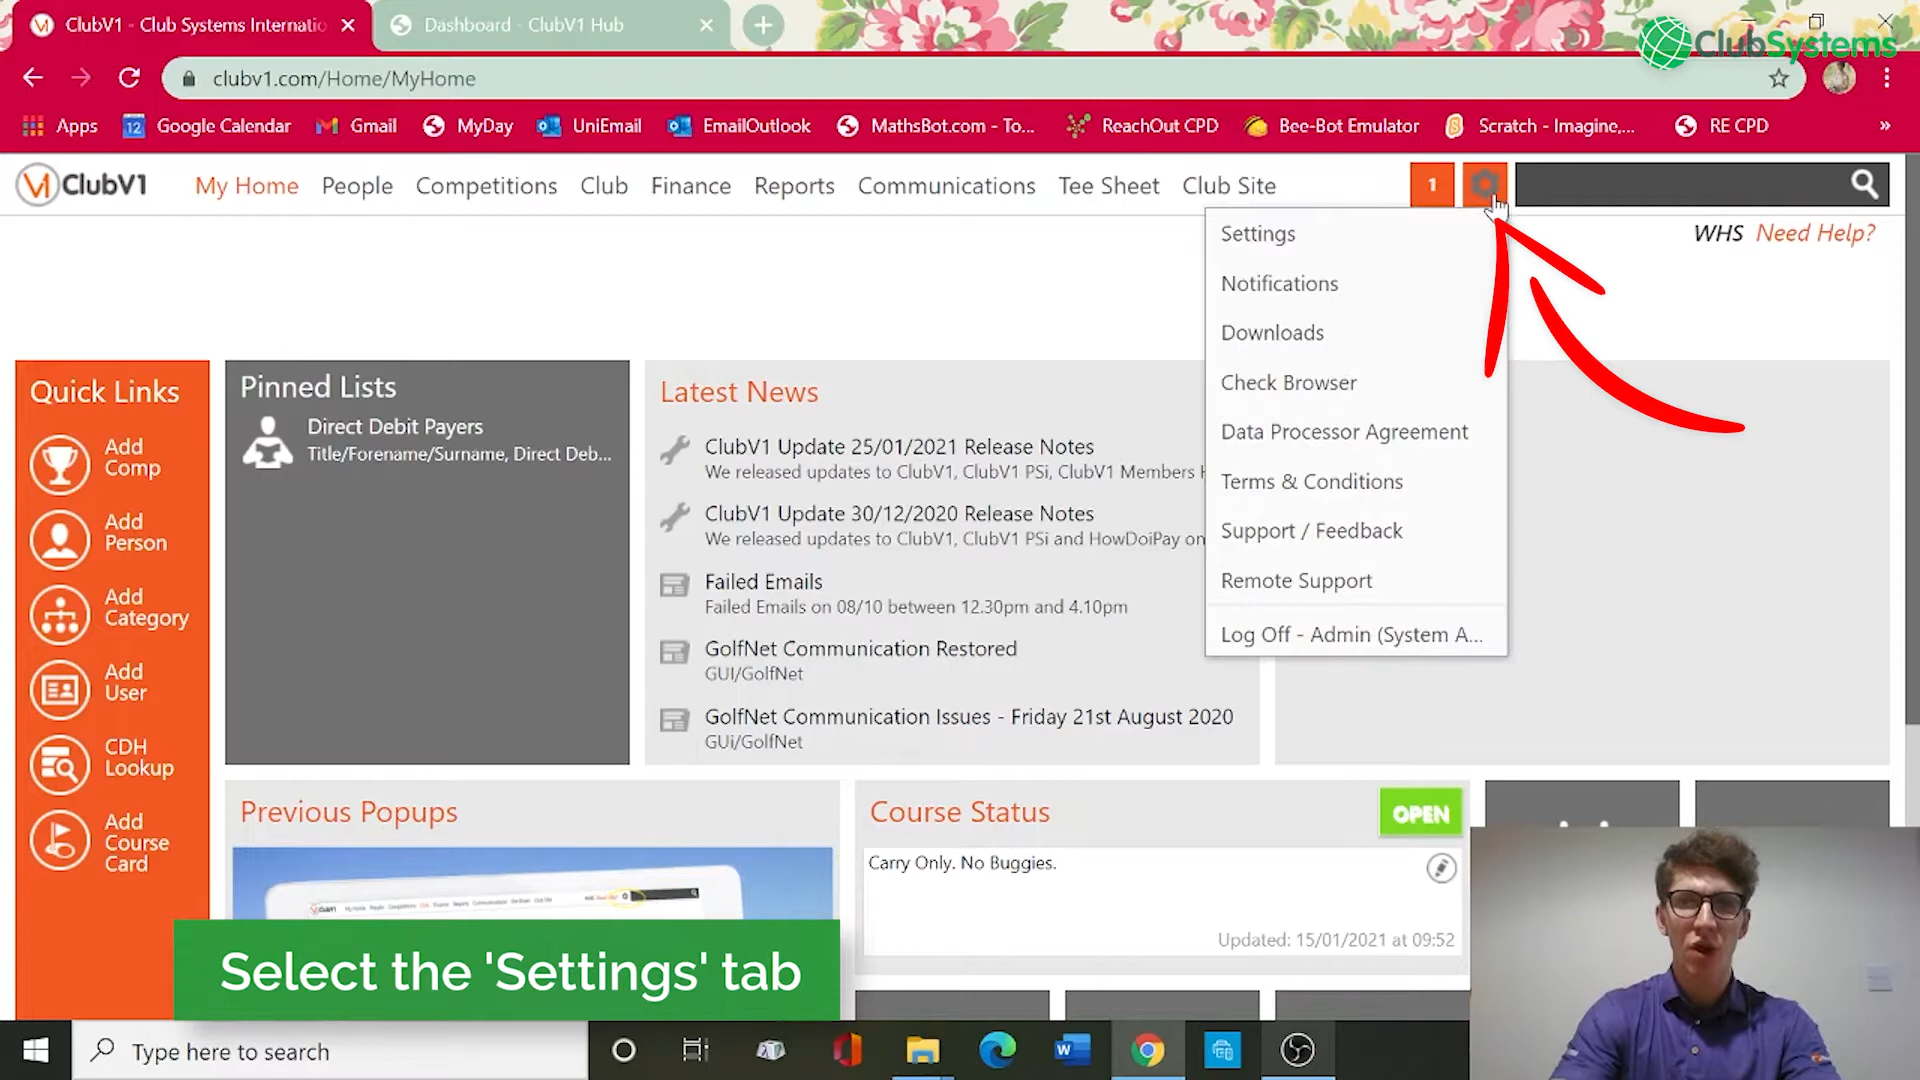 ClubV1 - Club Systems Internatio
Dashboard - ClubV1 Hub
ClubSystems
clubv1.com/Home/MyHome
Apps
12
Google Calendar
Gmail
MyDay
UniEmail
EmailOutlook
MathsBot.com - To...
ReachOut CPD
Bee-Bot Emulator
Scratch - Imagine,...
RE CPD
»
ClubV1
My Home
People
Competitions
Club
Finance
Reports
Communications
Tee Sheet
Club Site
1
WHS Need Help?
Settings
Notifications
Downloads
Check Browser
Data Processor Agreement
Terms & Conditions
Support / Feedback
Remote Support
Log Off - Admin (System A...
Quick Links
Add
Comp
Add
Person
Add
Category
Add
User
CDH
Lookup
Add
Course
Card
Pinned Lists
Direct Debit Payers
Title/Forename/Surname, Direct Deb...
Latest News
ClubV1 Update 25/01/2021 Release Notes
We released updates to ClubV1, ClubV1 PSi, ClubV1 Members H
ClubV1 Update 30/12/2020 Release Notes
We released updates to ClubV1, ClubV1 PSi and HowDoiPay on
Failed Emails
Failed Emails on 08/10 between 12.30pm and 4.10pm
GolfNet Communication Restored
GUI/GolfNet
GolfNet Communication Issues - Friday 21st August 2020
GUi/GolfNet
Previous Popups
Course Status
OPEN
Carry Only. No Buggies.
Updated: 15/01/2021 at 09:52
Select the 'Settings' tab
Type here to search